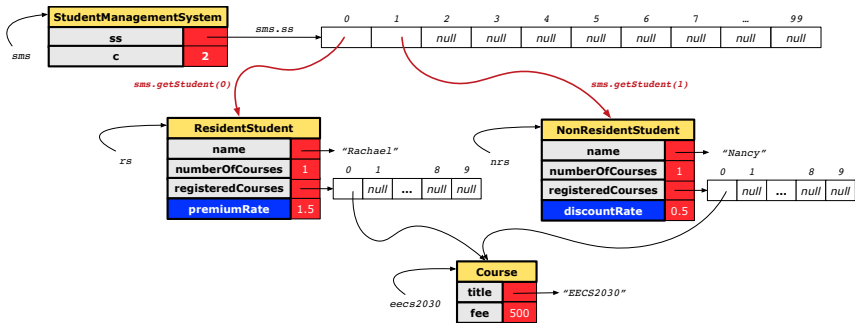 StudentManagementSystem
ss
c
2
sms
sms.ss
0 1 2 3 4 5 6 7 … 99
null null null null null null null null
sms.getStudent(0)
sms.getStudent(1)
ResidentStudent
name
numberOfCourses 1
registeredCourses
premiumRate 1.5
rs
"Rachael"
0 1 8 9
null … null null
NonResidentStudent
name
numberOfCourses 1
registeredCourses
discountRate 0.5
nrs
"Nancy"
0 1 8 9
null … null null
Course
title
fee 500
eecs2030
"EECS2030"